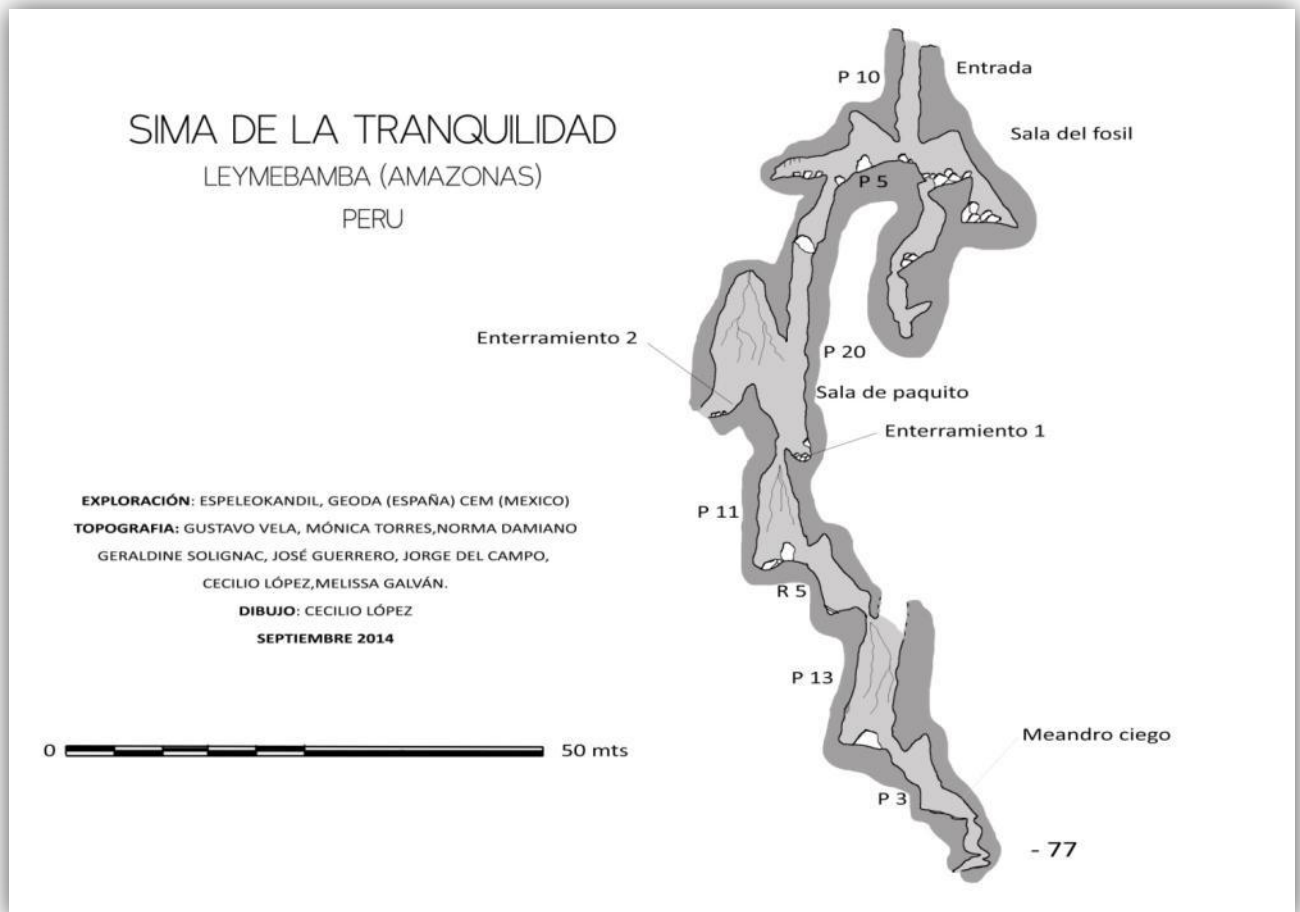 SIMA DE LA TRANQUILIDAD
LEYMEBAMBA (AMAZONAS)
PERU
P 10
Entrada
Sala del fosil
P 5
Enterramiento 2
P 20
Sala de paquito
Enterramiento 1
P 11
R 5
P 13
Meandro ciego
P 3
- 77
EXPLORACIÓN: ESPELEOKANDIL, GEODA (ESPAÑA) CEM (MEXICO)
TOPOGRAFIA: GUSTAVO VELA, MÓNICA TORRES,NORMA DAMIANO
GERALDINE SOLIGNAC, JOSÉ GUERRERO, JORGE DEL CAMPO,
CECILIO LÓPEZ,MELISSA GALVÁN.
DIBUJO: CECILIO LÓPEZ
SEPTIEMBRE 2014
0 50 mts